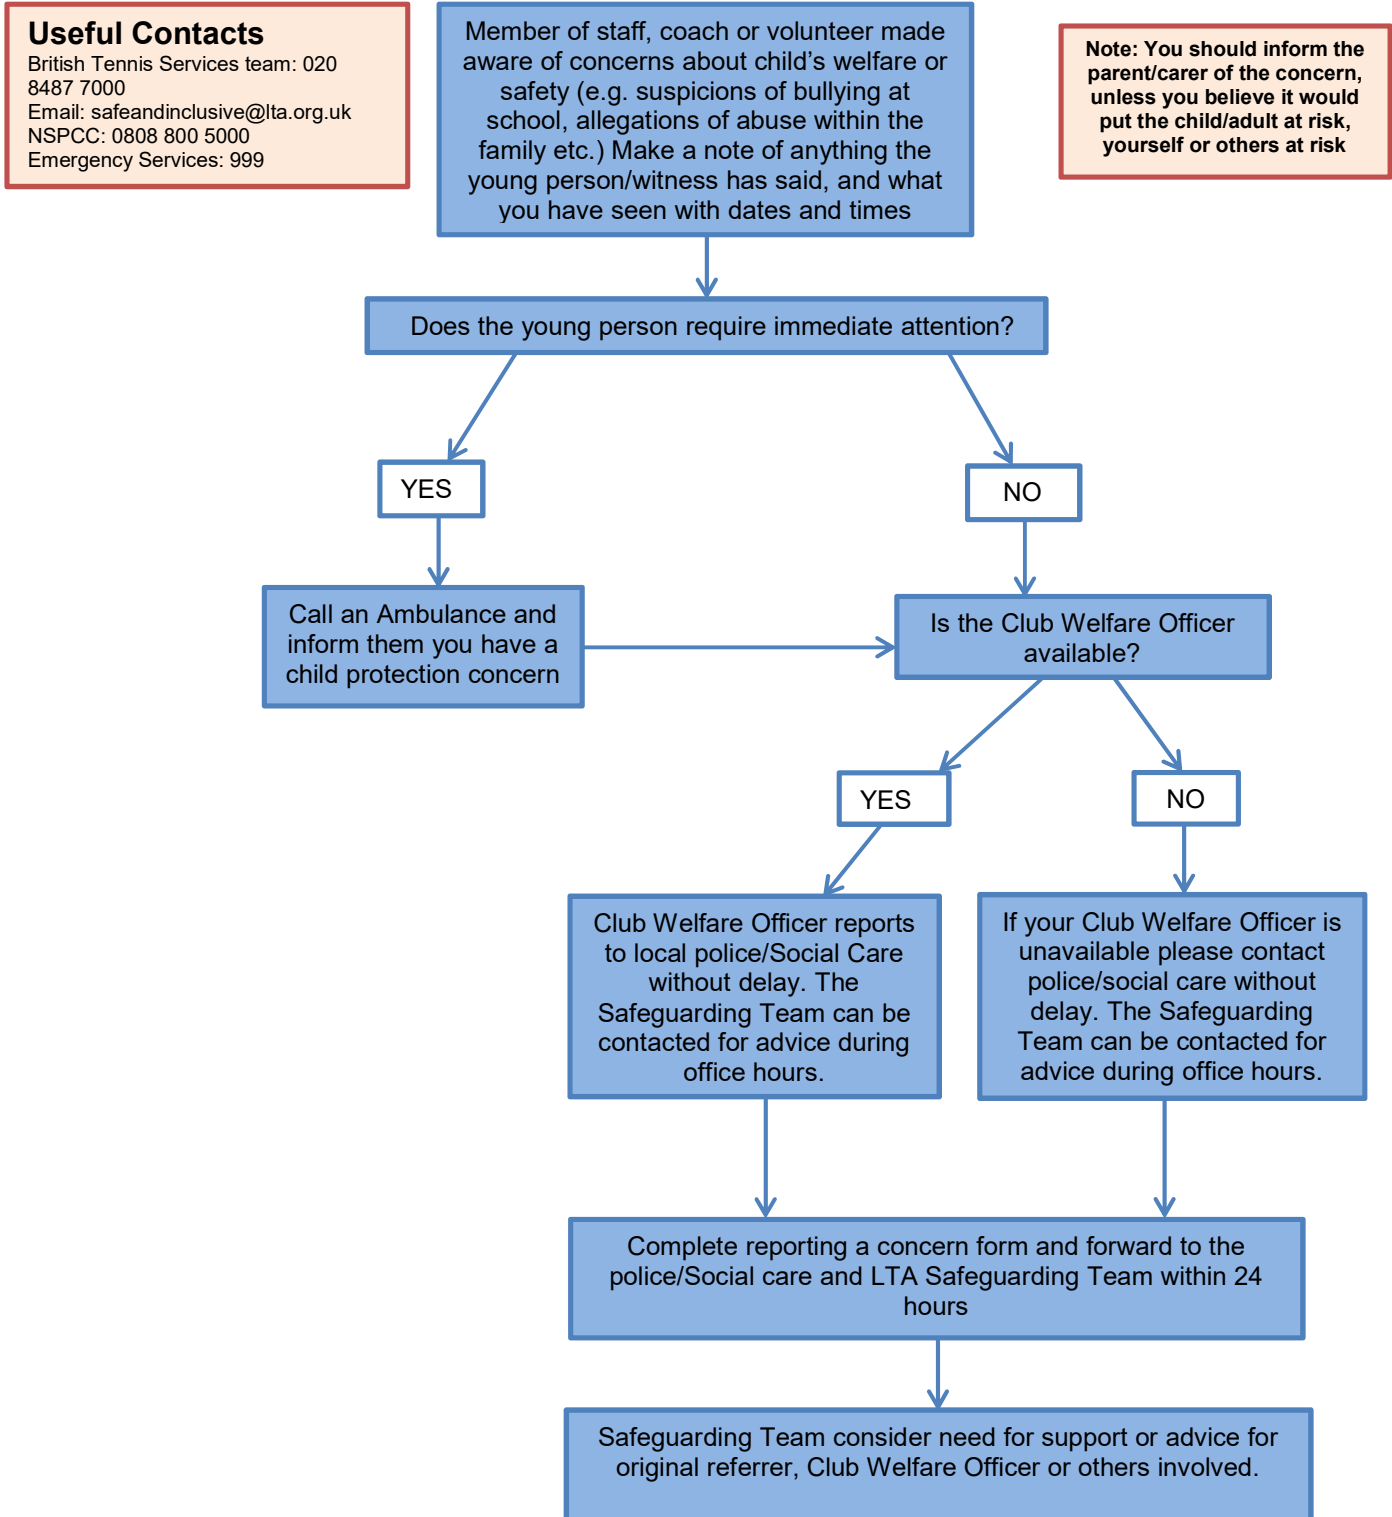 Useful Contacts
British Tennis Services team: 020
8487 7000
Email: safeandinclusive@lta.org.uk
NSPCC: 0808 800 5000
Emergency Services: 999
Member of staff, coach or volunteer made
aware of concerns about child's welfare or
safety (e.g. suspicions of bullying at
school, allegations of abuse within the
family etc.) Make a note of anything the
young person/witness has said, and what
you have seen with dates and times
Note: You should inform the
parent/carer of the concern,
unless you believe it would
put the child/adult at risk,
yourself or others at risk
Does the young person require immediate attention?
YES
NO
Call an Ambulance and
inform them you have a
child protection concern
Is the Club Welfare Officer
available?
YES
NO
Club Welfare Officer reports
to local police/Social Care
without delay. The
Safeguarding Team can be
contacted for advice during
office hours.
If your Club Welfare Officer is
unavailable please contact
police/social care without
delay. The Safeguarding
Team can be contacted for
advice during office hours.
Complete reporting a concern form and forward to the
police/Social care and LTA Safeguarding Team within 24
hours
Safeguarding Team consider need for support or advice for
original referrer, Club Welfare Officer or others involved.